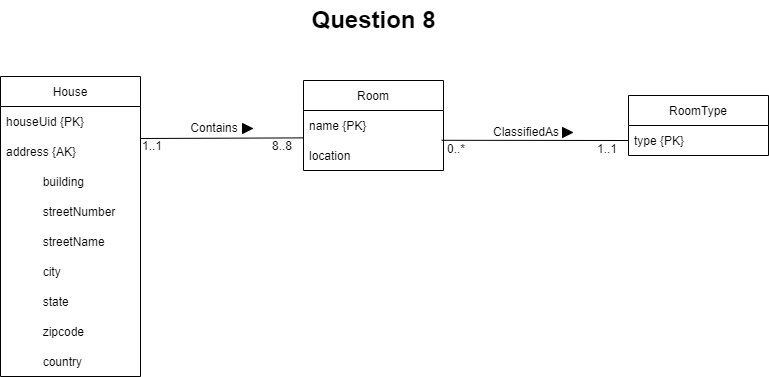 Question 8
House
houseUid {PK}
address {AK}
building
streetNumber
streetName
city
state
zipcode
country
Contains
1..1
8..8
Room
name {PK}
location
ClassifiedAs
0..*
1..1
RoomType
type {PK}